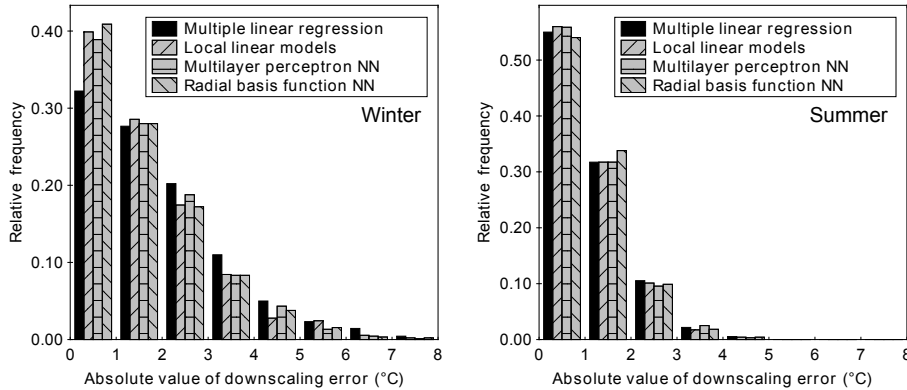 Multiple linear regression
Local linear models
Multilayer perceptron NN
Radial basis function NN
Winter
Relative frequency
0.40
0.30
0.20
0.10
0.00
0 1 2 3 4 5 6 7 8
Absolute value of downscaling error (°C)
Multiple linear regression
Local linear models
Multilayer perceptron NN
Radial basis function NN
Summer
Relative frequency
0.50
0.40
0.30
0.20
0.10
0.00
0 1 2 3 4 5 6 7 8
Absolute value of downscaling error (°C)